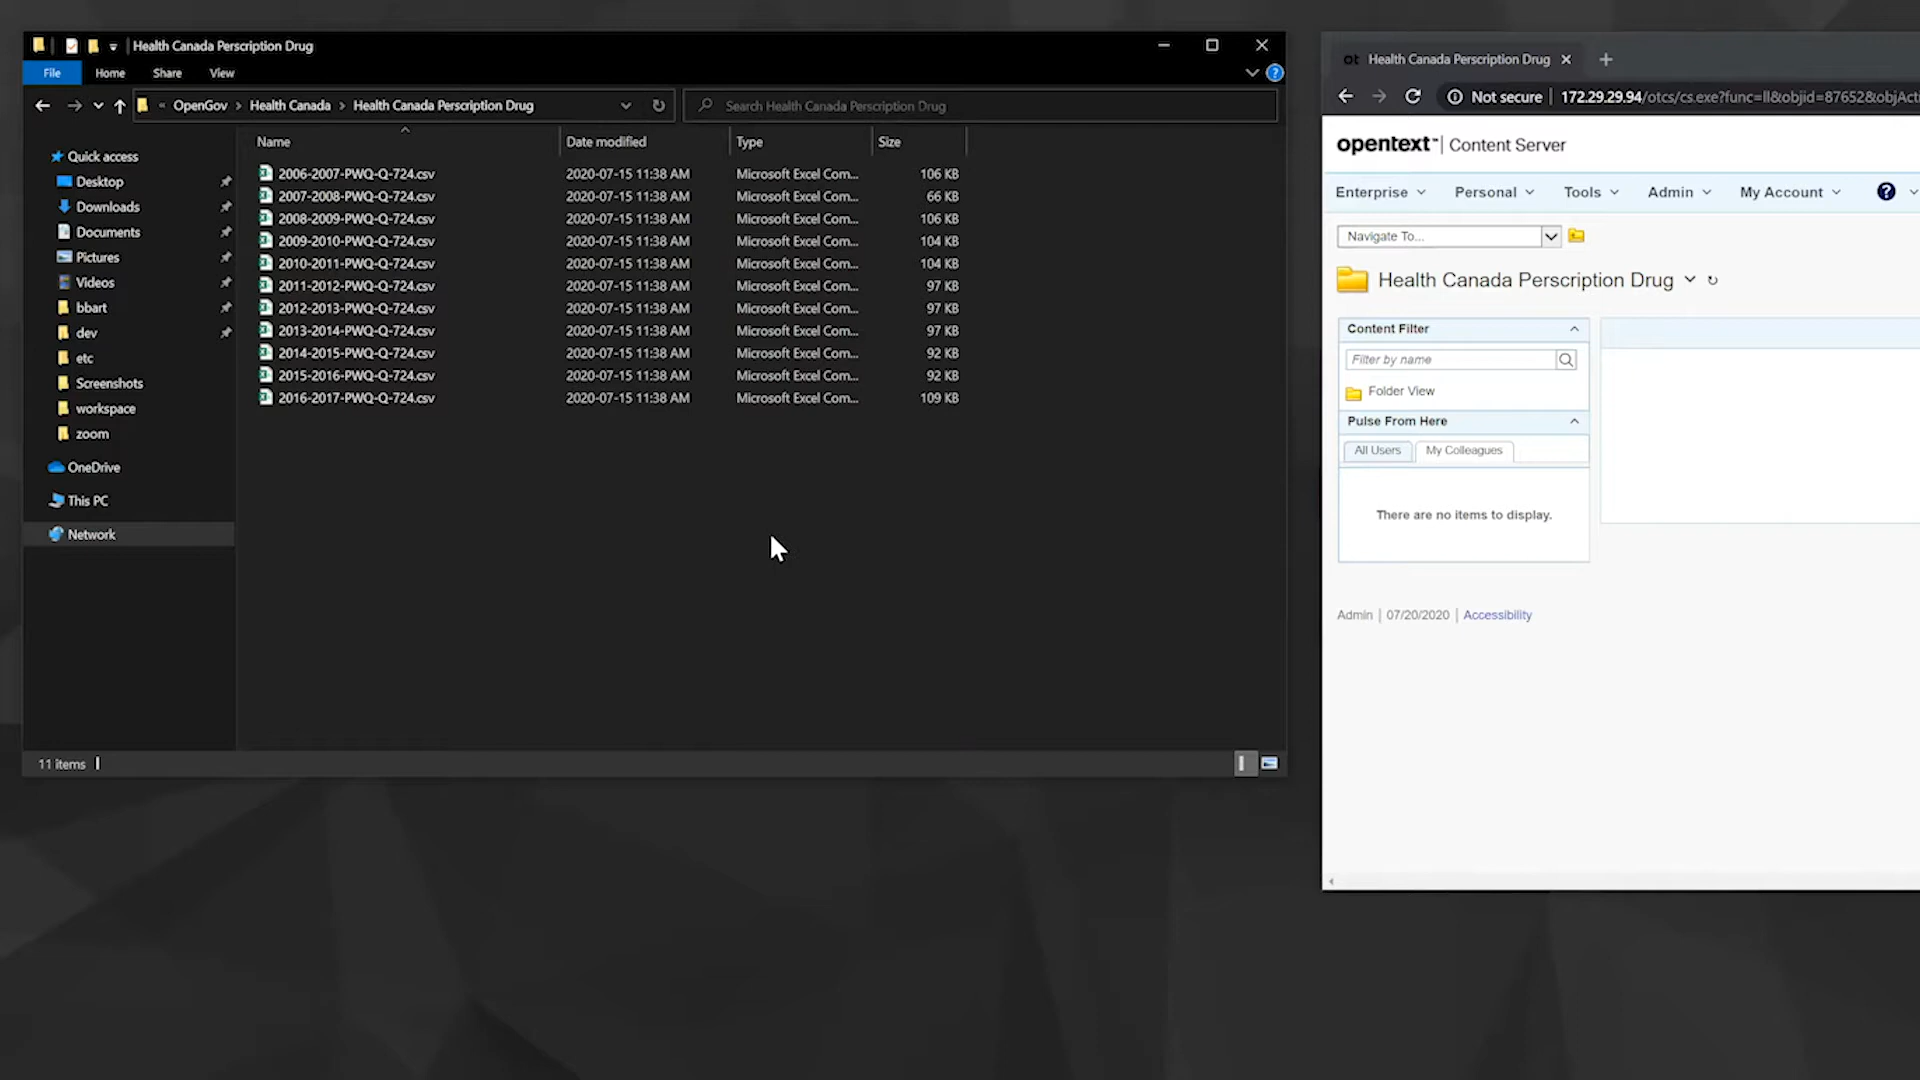 Health Canada Perscription Drug
File Home Share View
« OpenGov › Health Canada › Health Canada Perscription Drug
Search Health Canada Perscription Drug
Name Date modified Type Size
2006-2007-PWQ-Q-724.csv 2020-07-15 11:38 AM Microsoft Excel Com... 106 KB
2007-2008-PWQ-Q-724.csv 2020-07-15 11:38 AM Microsoft Excel Com... 66 KB
2008-2009-PWQ-Q-724.csv 2020-07-15 11:38 AM Microsoft Excel Com... 106 KB
2009-2010-PWQ-Q-724.csv 2020-07-15 11:38 AM Microsoft Excel Com... 104 KB
2010-2011-PWQ-Q-724.csv 2020-07-15 11:38 AM Microsoft Excel Com... 104 KB
2011-2012-PWQ-Q-724.csv 2020-07-15 11:38 AM Microsoft Excel Com... 97 KB
2012-2013-PWQ-Q-724.csv 2020-07-15 11:38 AM Microsoft Excel Com... 97 KB
2013-2014-PWQ-Q-724.csv 2020-07-15 11:38 AM Microsoft Excel Com... 97 KB
2014-2015-PWQ-Q-724.csv 2020-07-15 11:38 AM Microsoft Excel Com... 92 KB
2015-2016-PWQ-Q-724.csv 2020-07-15 11:38 AM Microsoft Excel Com... 92 KB
2016-2017-PWQ-Q-724.csv 2020-07-15 11:38 AM Microsoft Excel Com... 109 KB
Quick access
Desktop
Downloads
Documents
Pictures
Videos
bbart
dev
etc
Screenshots
workspace
zoom
OneDrive
This PC
Network
11 items
ot Health Canada Perscription Drug
Not secure | 172.29.29.94/otcs/cs.exe?func=ll&objid=87652&objActi
opentext™ | Content Server
Enterprise Personal Tools Admin My Account ?
Navigate To...
Health Canada Perscription Drug
Content Filter
Filter by name
Folder View
Pulse From Here
All Users My Colleagues
There are no items to display.
Admin | 07/20/2020 | Accessibility